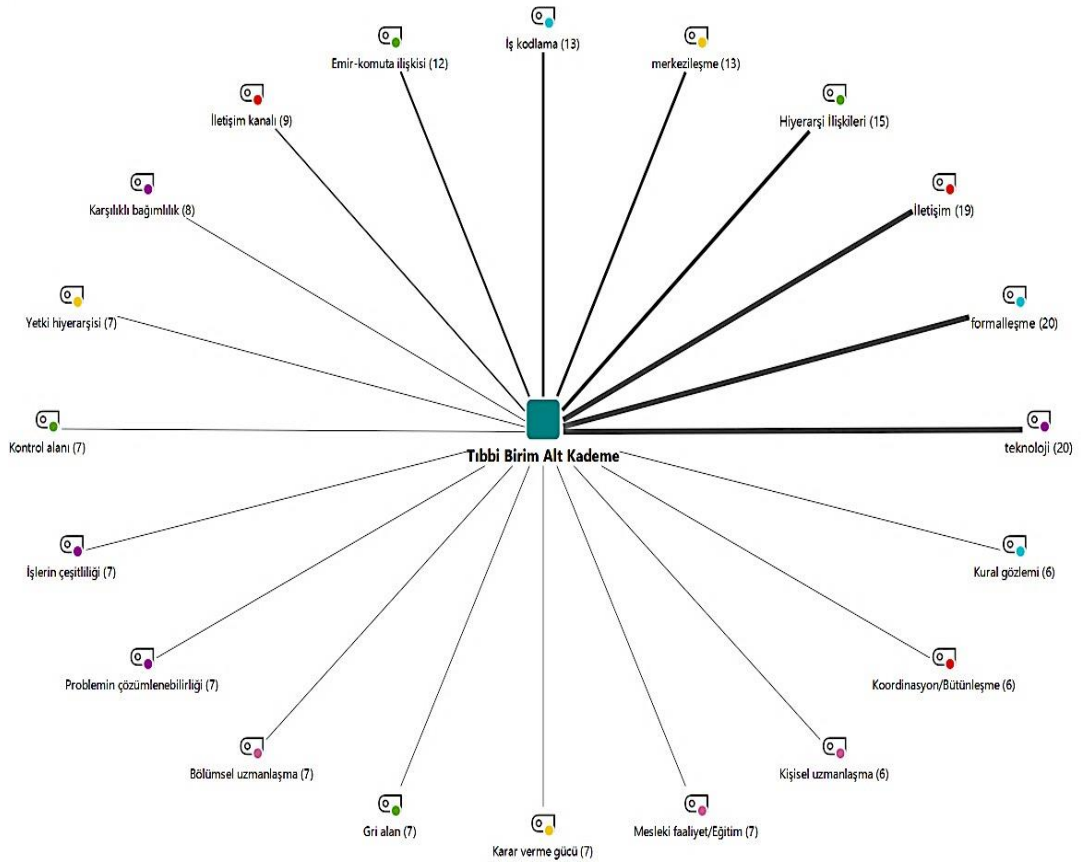 İş kodlama (13)
merkezileşme (13)
Emir-komuta ilişkisi (12)
Hiyerarşi İlişkileri (15)
İletişim kanalı (9)
İletişim (19)
Karşılıklı bağımlılık (8)
Yetki hiyerarşisi (7)
formalleşme (20)
Kontrol alanı (7)
teknoloji (20)
Tıbbi Birim Alt Kademe
İşlerin çeşitliliği (7)
Kural gözlemi (6)
Problemin çözümlenebilirliği (7)
Koordinasyon/Bütünleşme (6)
Bölümsel uzmanlaşma (7)
Kişisel uzmanlaşma (6)
Gri alan (7)
Mesleki faaliyet/Eğitim (7)
Karar verme gücü (7)